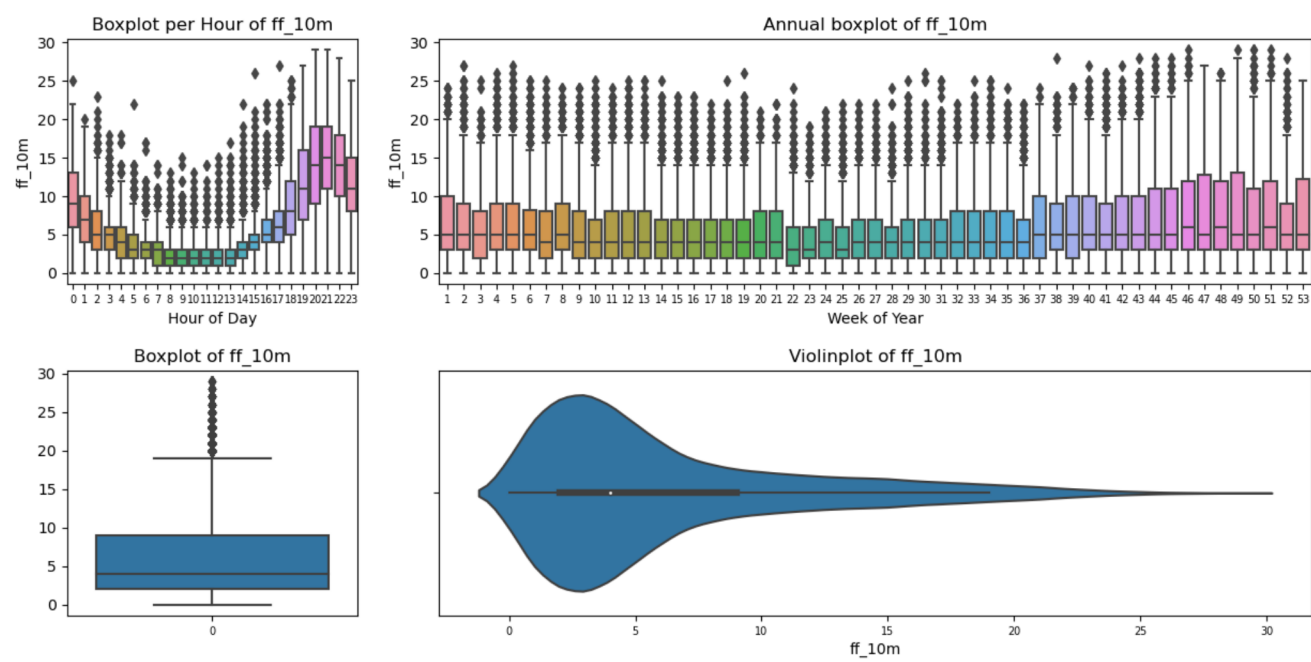 Boxplot per Hour of ff_10m
30
25
20
15
10
5
0
ff_10m
0 1 2 3 4 5 6 7 8 9 10 11 12 13 14 15 16 17 18 19 20 21 22 23
Hour of Day
Annual boxplot of ff_10m
30
25
20
15
10
5
0
ff_10m
1 2 3 4 5 6 7 8 9 10 11 12 13 14 15 16 17 18 19 20 21 22 23 24 25 26 27 28 29 30 31 32 33 34 35 36 37 38 39 40 41 42 43 44 45 46 47 48 49 50 51 52 53
Week of Year
Boxplot of ff_10m
30
25
20
15
10
5
0
0
Violinplot of ff_10m
0 5 10 15 20 25 30
ff_10m